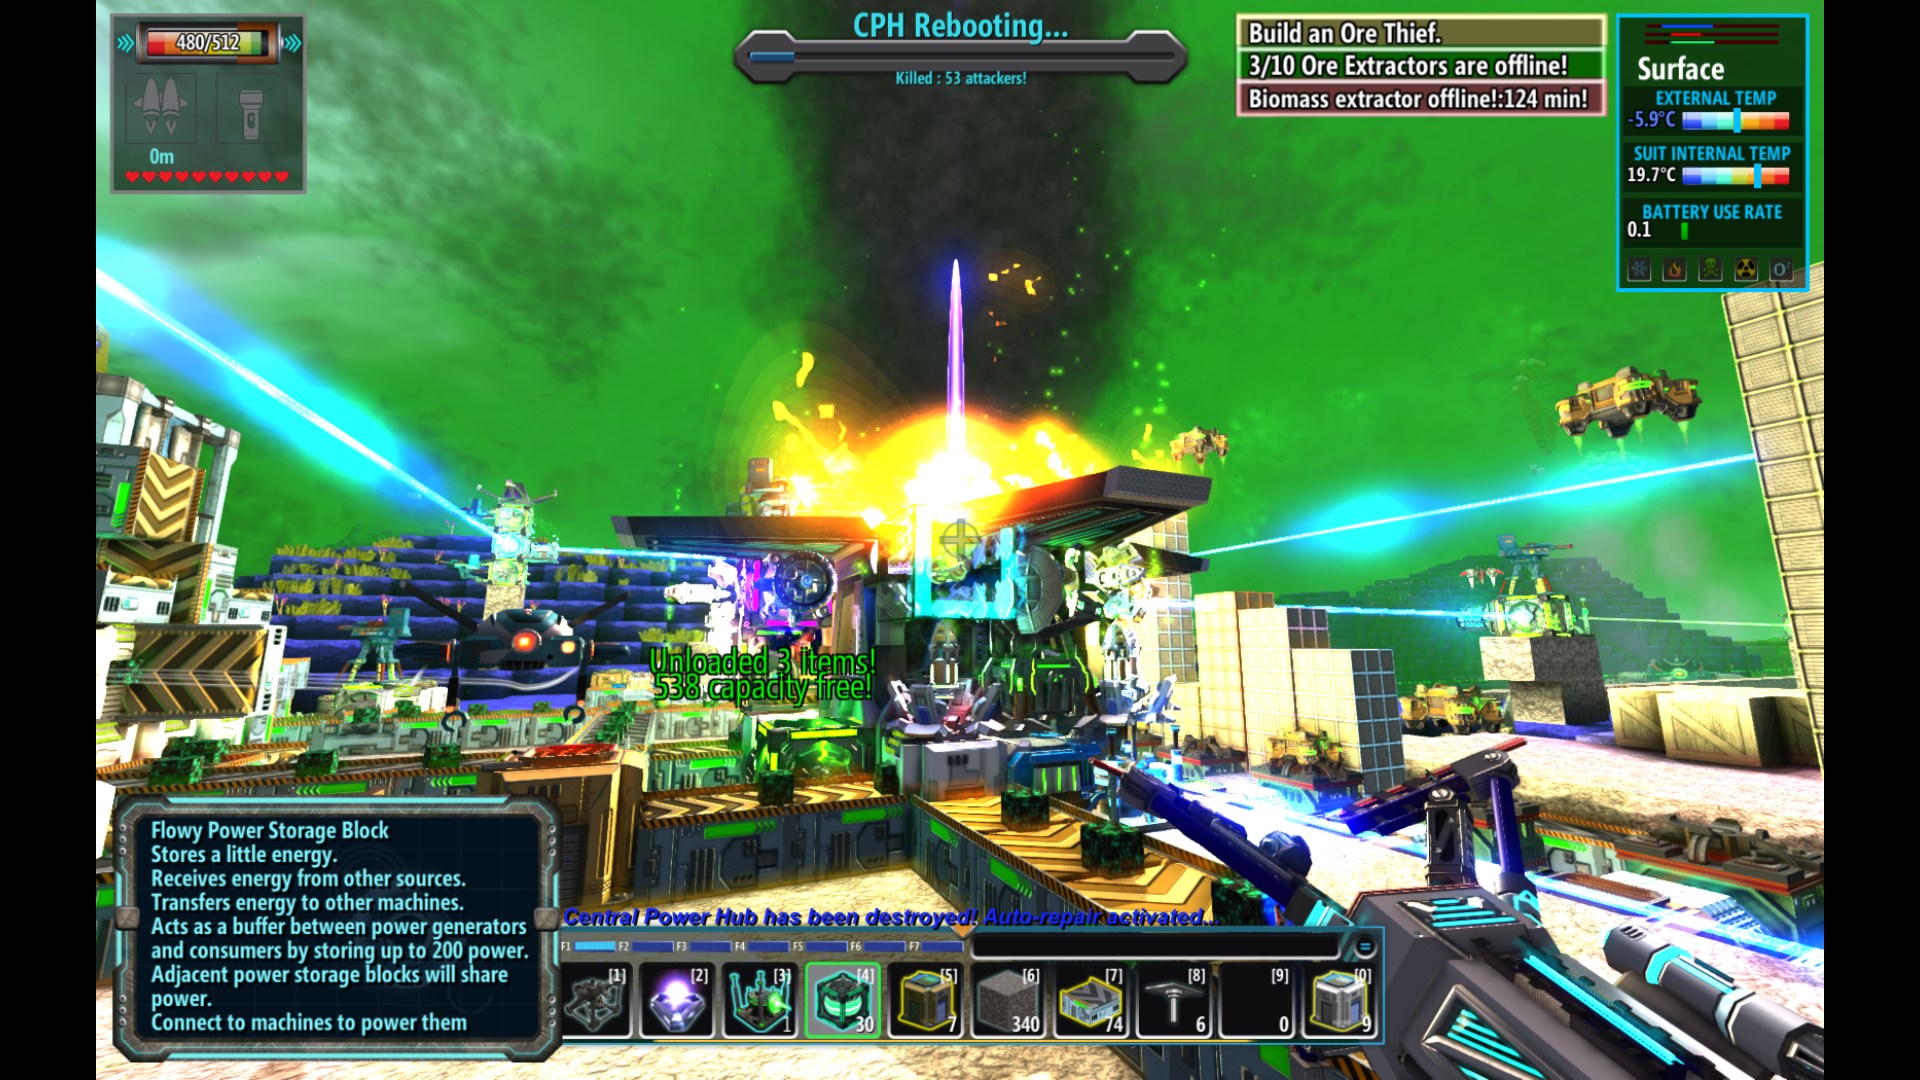 480/512
0m
CPH Rebooting...
Killed : 53 attackers!
Build an Ore Thief.
3/10 Ore Extractors are offline!
Biomass extractor offline!:124 min!
Surface
EXTERNAL TEMP
-5.9°C
SUIT INTERNAL TEMP
19.7°C
BATTERY USE RATE
0.1
Unloaded 3 items!
538 capacity free!
Flowy Power Storage Block
Stores a little energy.
Receives energy from other sources.
Transfers energy to other machines.
Acts as a buffer between power generators
and consumers by storing up to 200 power.
Adjacent power storage blocks will share
power.
Connect to machines to power them
Central Power Hub has been destroyed! Auto-repair activated...
F1 F2 F3 F4 F5 F6 F7
[1] [2] [3] [4] [5] [6] [7] [8] [9] [0]
1 30 7 340 74 6 0 9